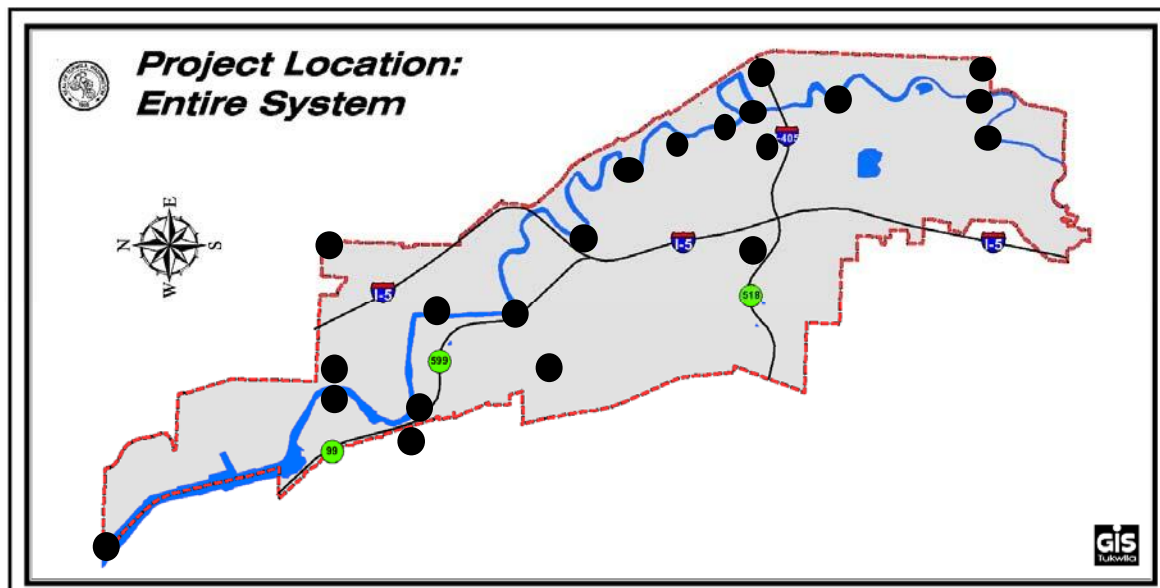 Project Location:
Entire System
E
N
S
W
I-405
I-5
I-5
I-5
518
599
99
GIS
Tukwila